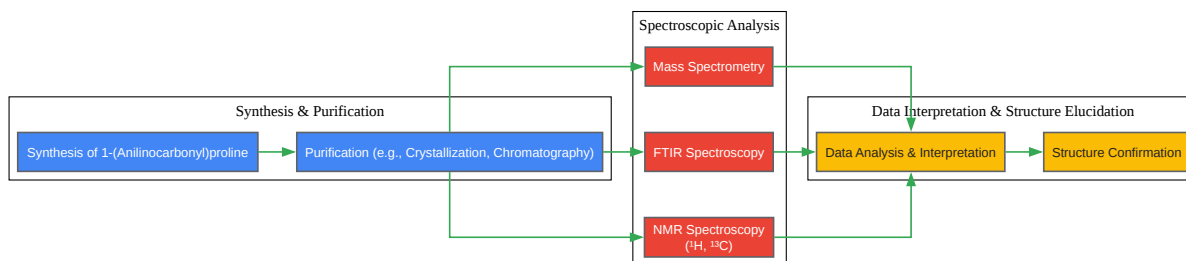 Spectroscopic Analysis
Mass Spectrometry
Synthesis & Purification
Data Interpretation & Structure Elucidation
Synthesis of 1-(Anilinocarbonyl)proline
Purification (e.g., Crystallization, Chromatography)
FTIR Spectroscopy
Data Analysis & Interpretation
Structure Confirmation
NMR Spectroscopy
(¹H, ¹³C)